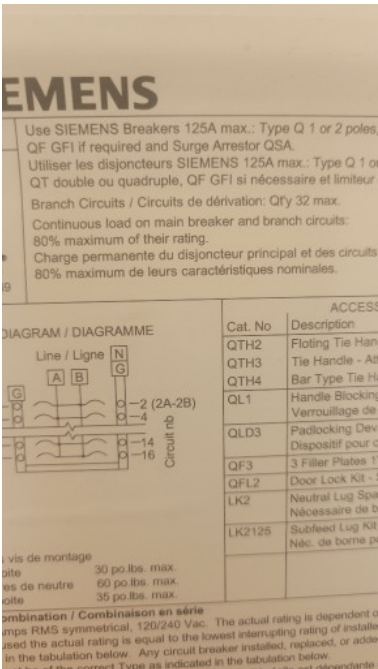 EMENS
Use SIEMENS Breakers 125A max.: Type Q 1 or 2 poles,
QF GFI if required and Surge Arrestor QSA.
Utiliser les disjoncteurs SIEMENS 125A max.: Type Q 1 ou
QT double ou quadruple, QF GFI si nécessaire et limiteur
Branch Circuits / Circuits de dérivation: Qt'y 32 max.
Continuous load on main breaker and branch circuits:
80% maximum of their rating.
Charge permanente du disjoncteur principal et des circuits
80% maximum de leurs caractéristiques nominales.
DIAGRAM / DIAGRAMME
Line / Ligne N
G
A B
G
2 (2A-2B)
4
14
16
Circuit nb
ACCESS
Cat. No Description
QTH2 Floting Tie Han
QTH3 Tie Handle - Att
QTH4 Bar Type Tie Ha
QL1 Handle Blocking
Verrouillage de
QLD3 Padlocking Dev
Dispositif pour
QF3 3 Filler Plates 1
QFL2 Door Lock Kit -
LK2 Neutral Lug Spa
Nécessaire de b
LK2125 Subfeed Lug Kit
Néc. de borne p
vis de montage
oite 30 po.lbs. max.
es de neutre 60 po.lbs. max.
oite 35 po.lbs. max.
ombination / Combinaison en série
mps RMS symmetrical, 120/240 Vac. The actual rating is dependent o
used the actual rating is equal to the lowest interrupting rating of installe
in the tabulation below. Any circuit breaker installed, replaced, or adde
correct Type as indicated in the tabulation below.